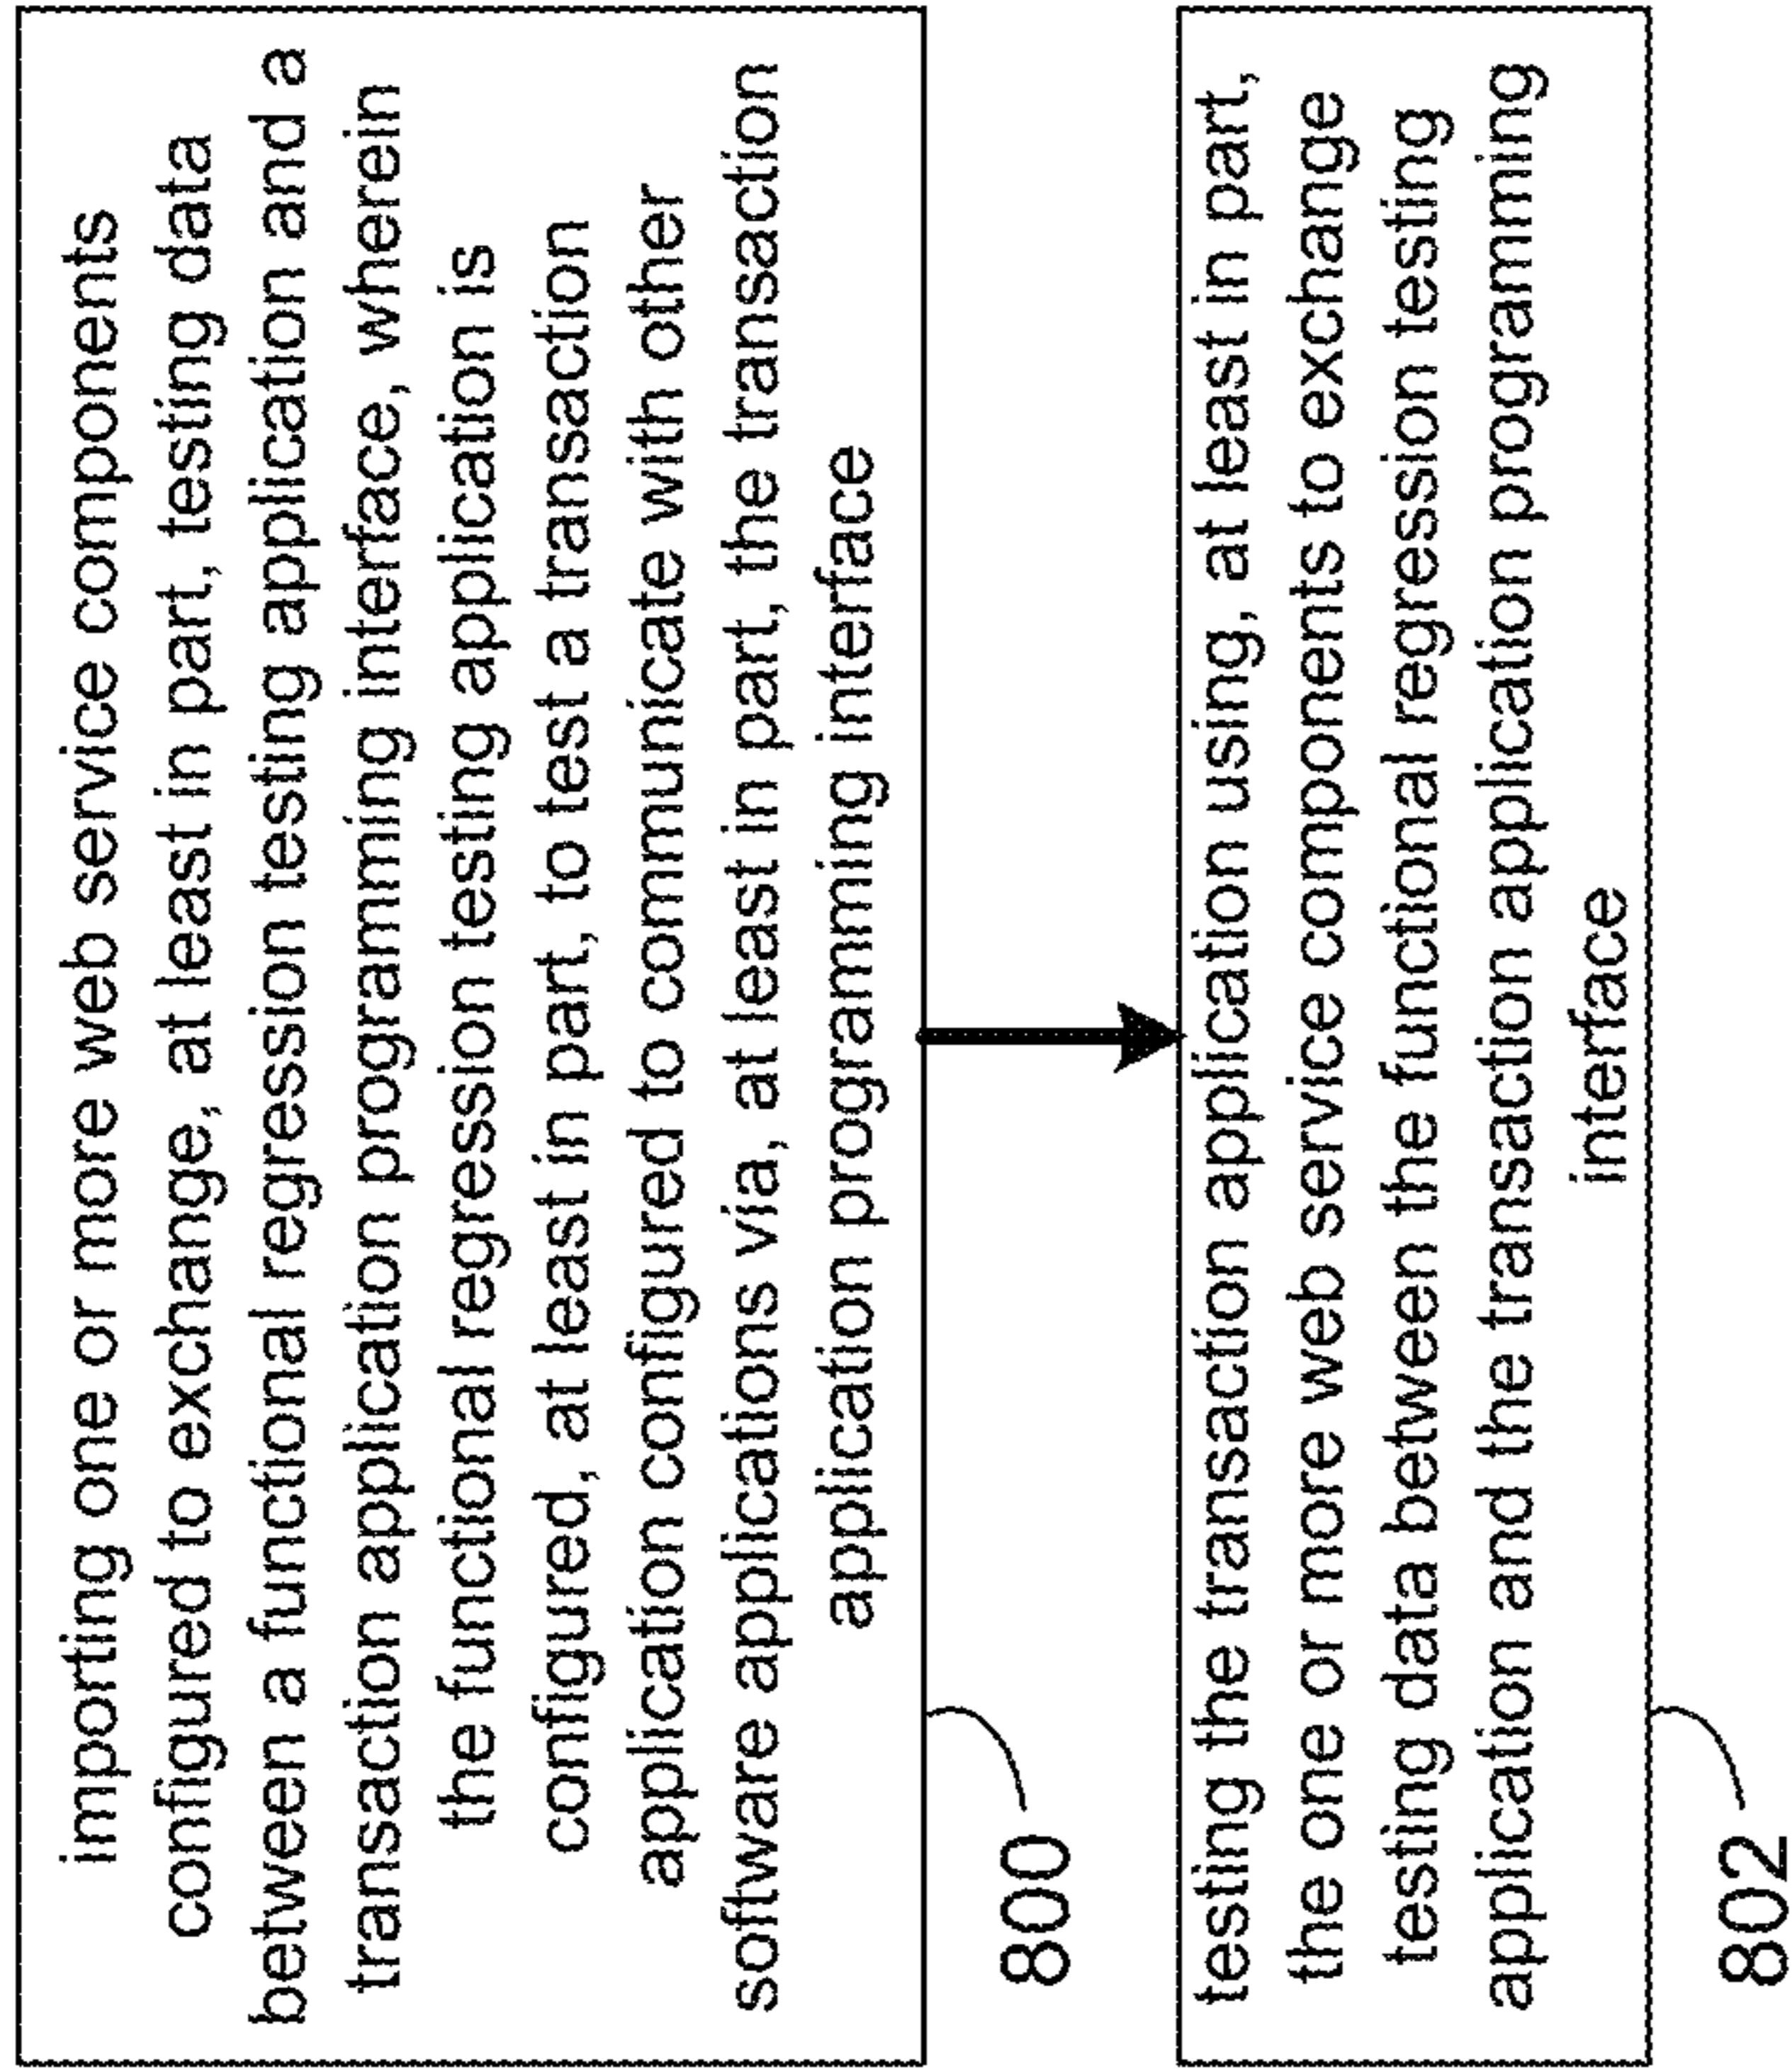 importing one or more web service components
configured to exchange, at least in part, testing data
between a functional regression testing application and a
transaction application programming interface, wherein
the functional regression testing application is
configured, at least in part, to test a transaction
application configured to communicate with other
software applications via, at least in part, the transaction
application programming interface
800
testing the transaction application using, at least in part,
the one or more web service components to exchange
testing data between the functional regression testing
application and the transaction application programming
interface
802